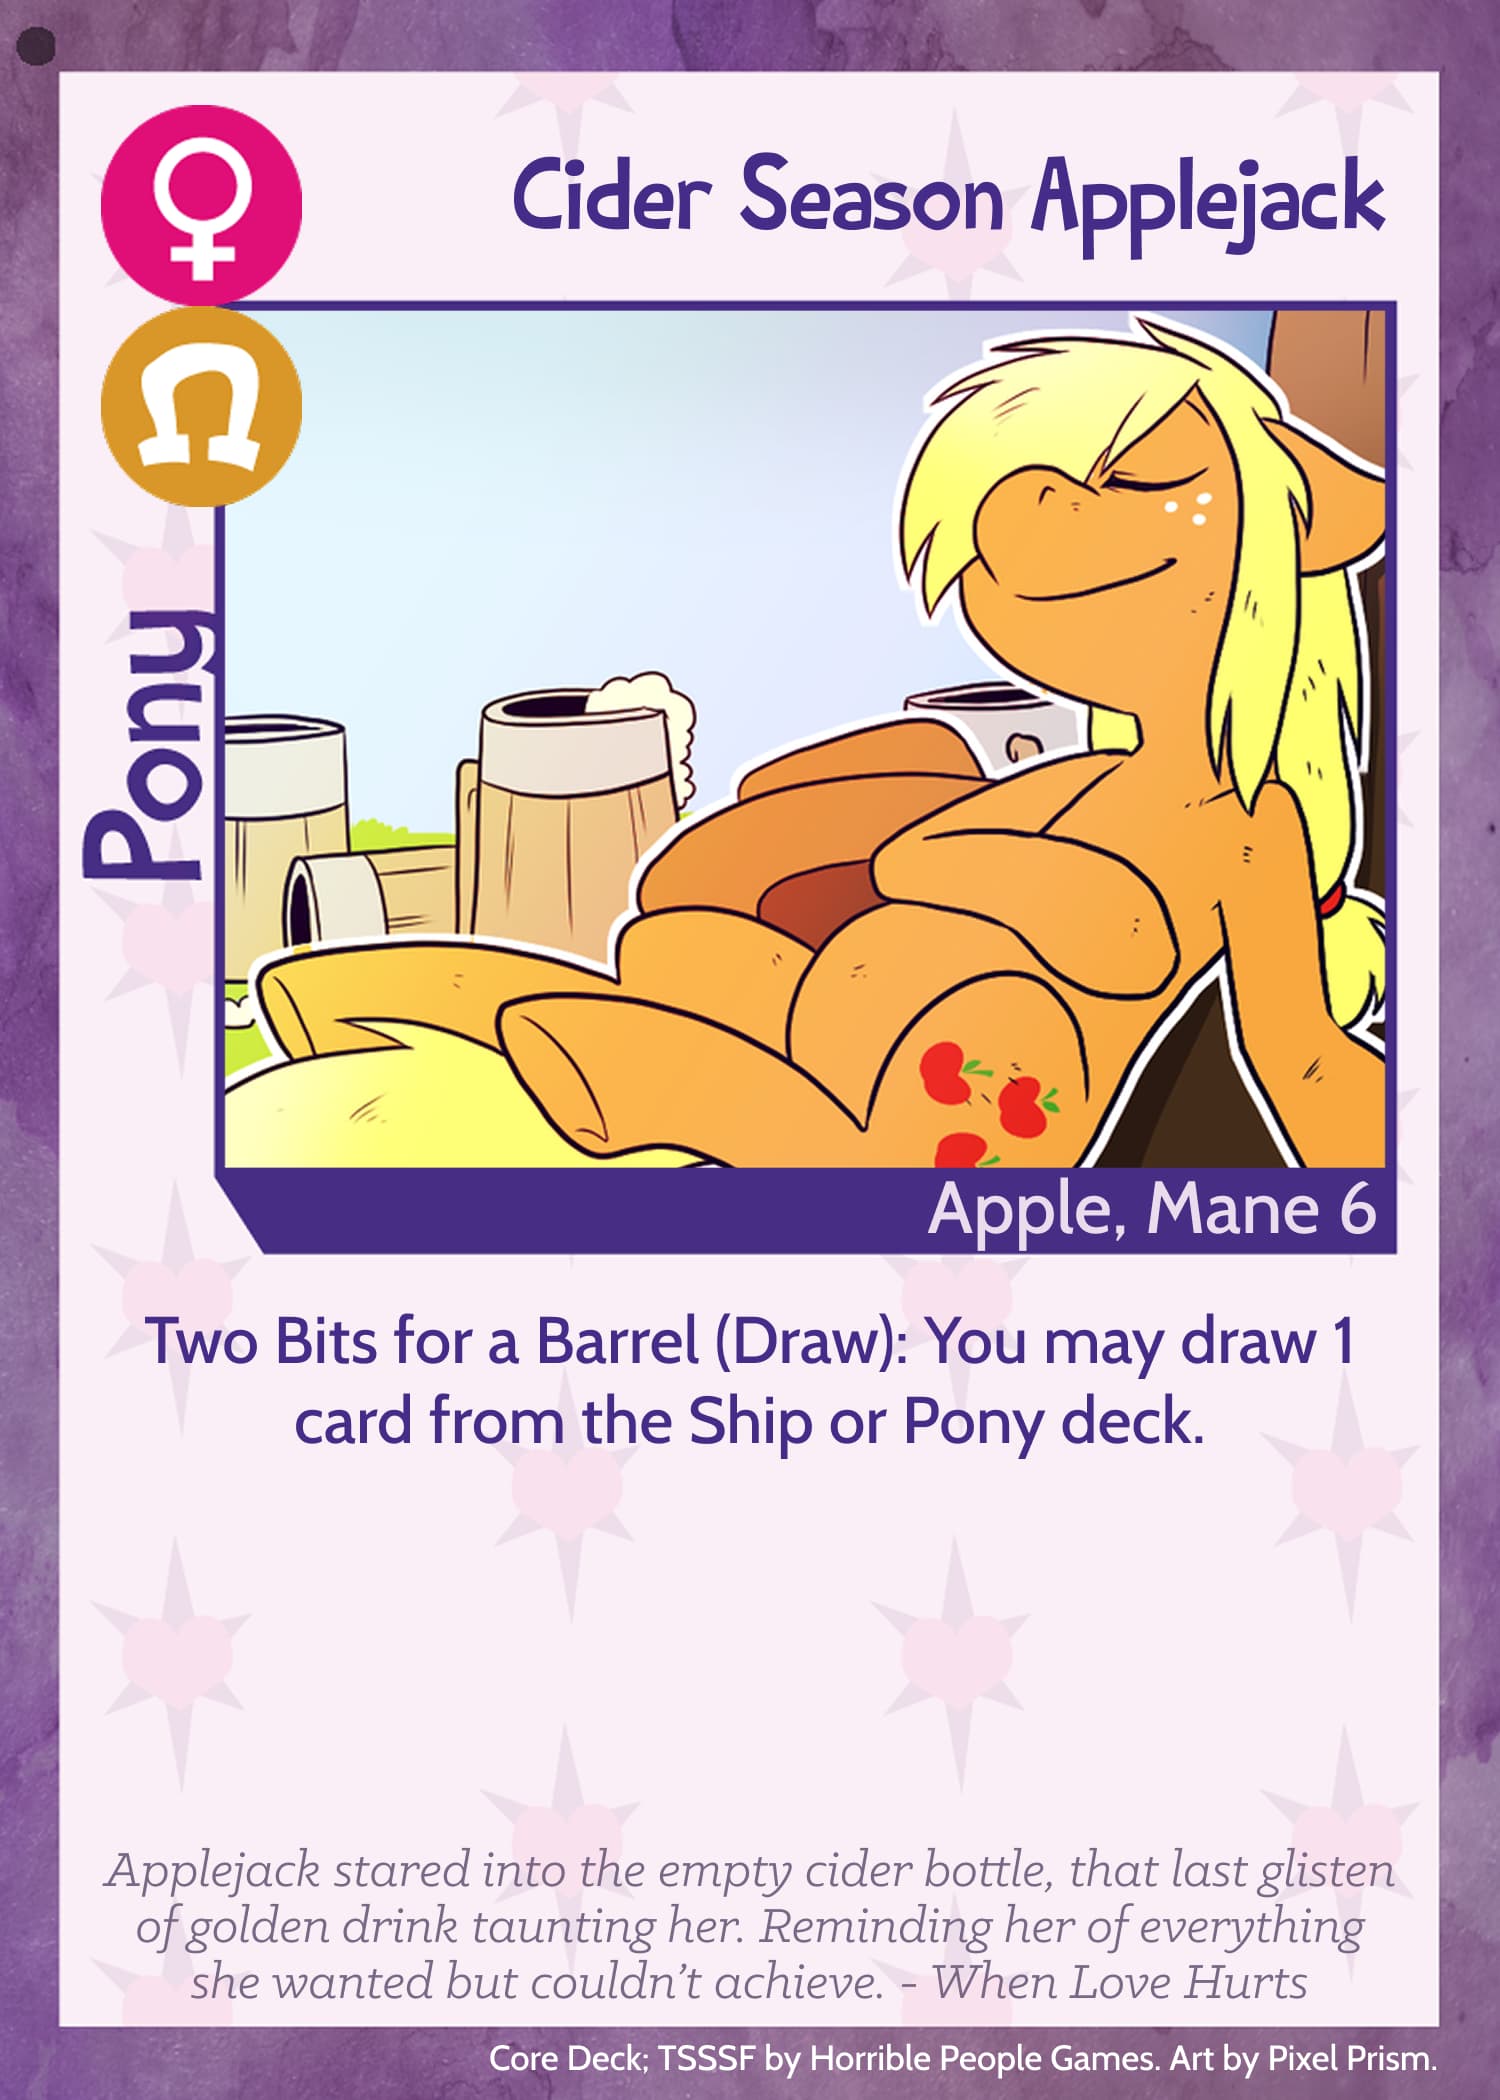 Cider Season Applejack
Pony
Apple, Mane 6
Two Bits for a Barrel (Draw): You may draw 1
card from the Ship or Pony deck.
Applejack stared into the empty cider bottle, that last glisten
of golden drink taunting her. Reminding her of everything
she wanted but couldn't achieve. - When Love Hurts
Core Deck; TSSSF by Horrible People Games. Art by Pixel Prism.